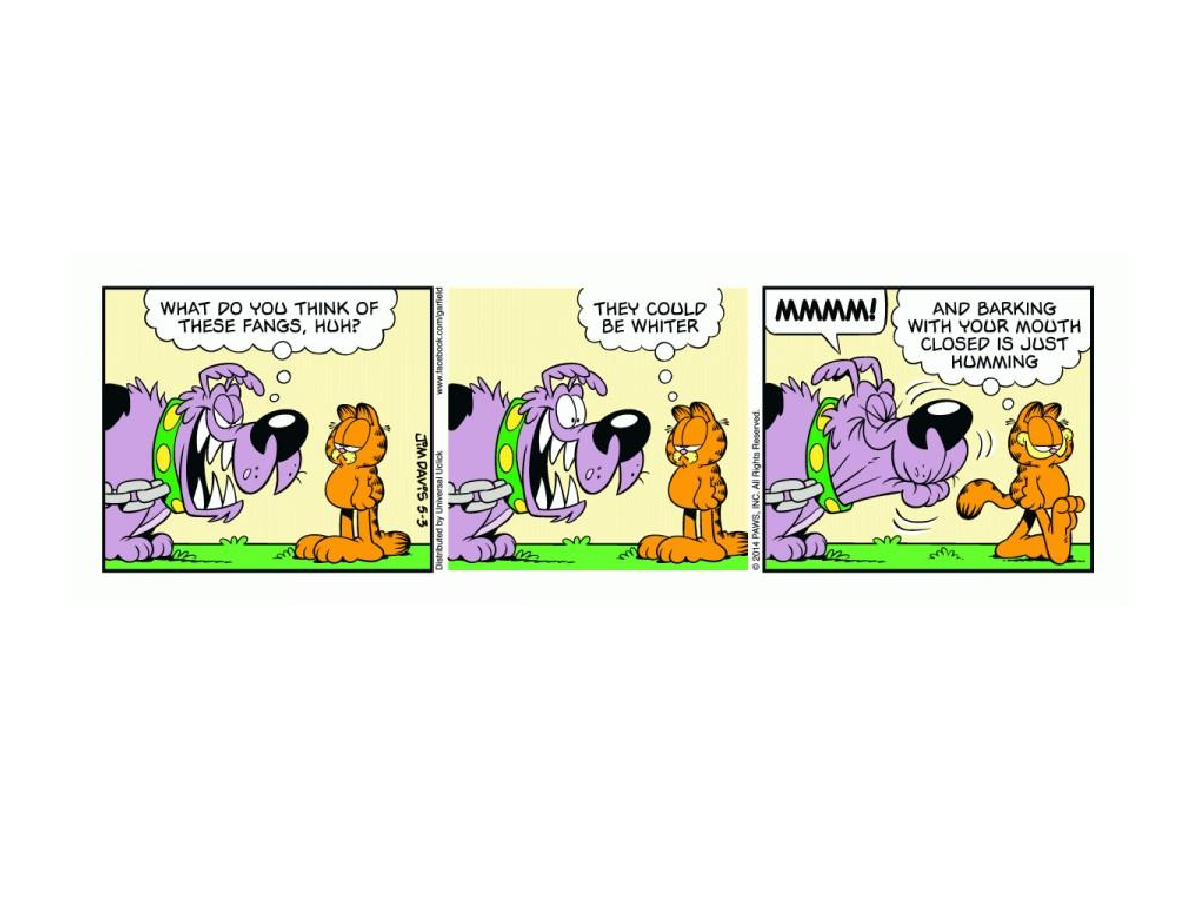 WHAT DO YOU THINK OF
THESE FANGS, HUH?
JIM DAVIS 5-3
www.facebook.com/garfield
Distributed by Universal Uclick
THEY COULD
BE WHITER
© 2014 PAWS, INC. All Rights Reserved.
MMMM!
AND BARKING
WITH YOUR MOUTH
CLOSED IS JUST
HUMMING